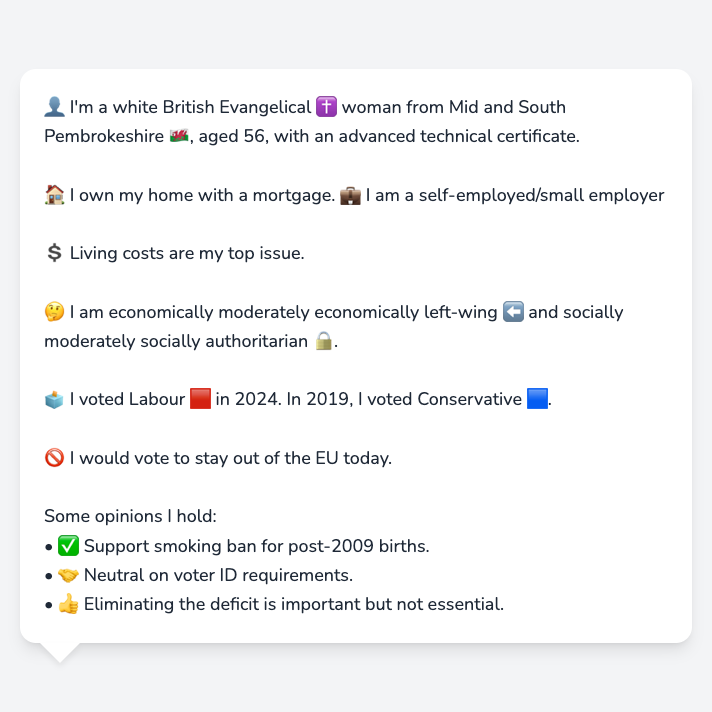 👤 I'm a white British Evangelical ✝️ woman from Mid and South
Pembrokeshire 🏴󠁧󠁢󠁷󠁬󠁳󠁿, aged 56, with an advanced technical certificate.
🏠 I own my home with a mortgage. 💼 I am a self-employed/small employer
💲 Living costs are my top issue.
🤔 I am economically moderately economically left-wing ⬅️ and socially
moderately socially authoritarian 🔒.
🗳️ I voted Labour 🟥 in 2024. In 2019, I voted Conservative 🟦.
🚫 I would vote to stay out of the EU today.
Some opinions I hold:
• ✅ Support smoking ban for post-2009 births.
• 🤝 Neutral on voter ID requirements.
• 👍 Eliminating the deficit is important but not essential.